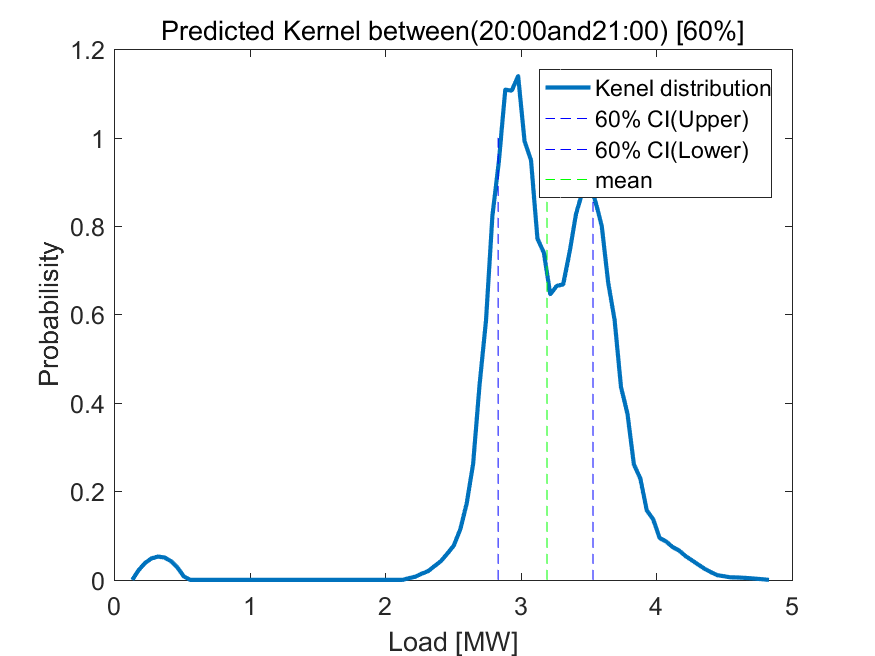 Predicted Kernel between(20:00and21:00) [60%]
1.2
1
0.8
0.6
0.4
0.2
0
Probabilisity
Kenel distribution
60% CI(Upper)
60% CI(Lower)
mean
0 1 2 3 4 5
Load [MW]